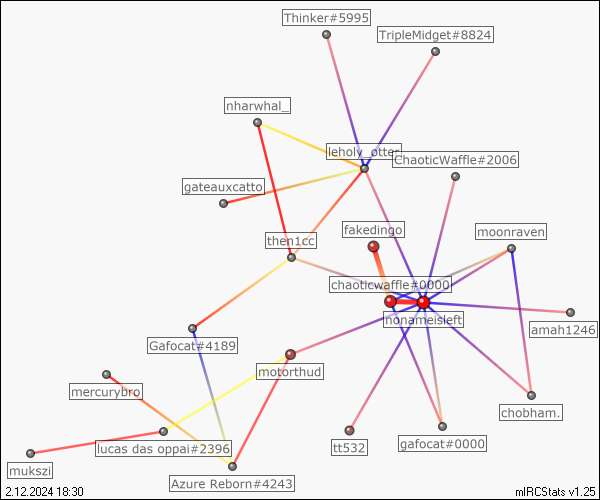 Thinker#5995
TripleMidget#8824
nharwhal_
leholy_otter
ChaoticWaffle#2006
gateauxcatto
fakedingo
moonraven
then1cc
chaoticwaffle#0000
nonameisleft
amah1246
Gafocat#4189
motorthud
mercurybro
chobham.
lucas das oppai#2396
tt532
gafocat#0000
mukszi
Azure Reborn#4243
2.12.2024 18:30
mIRCStats v1.25